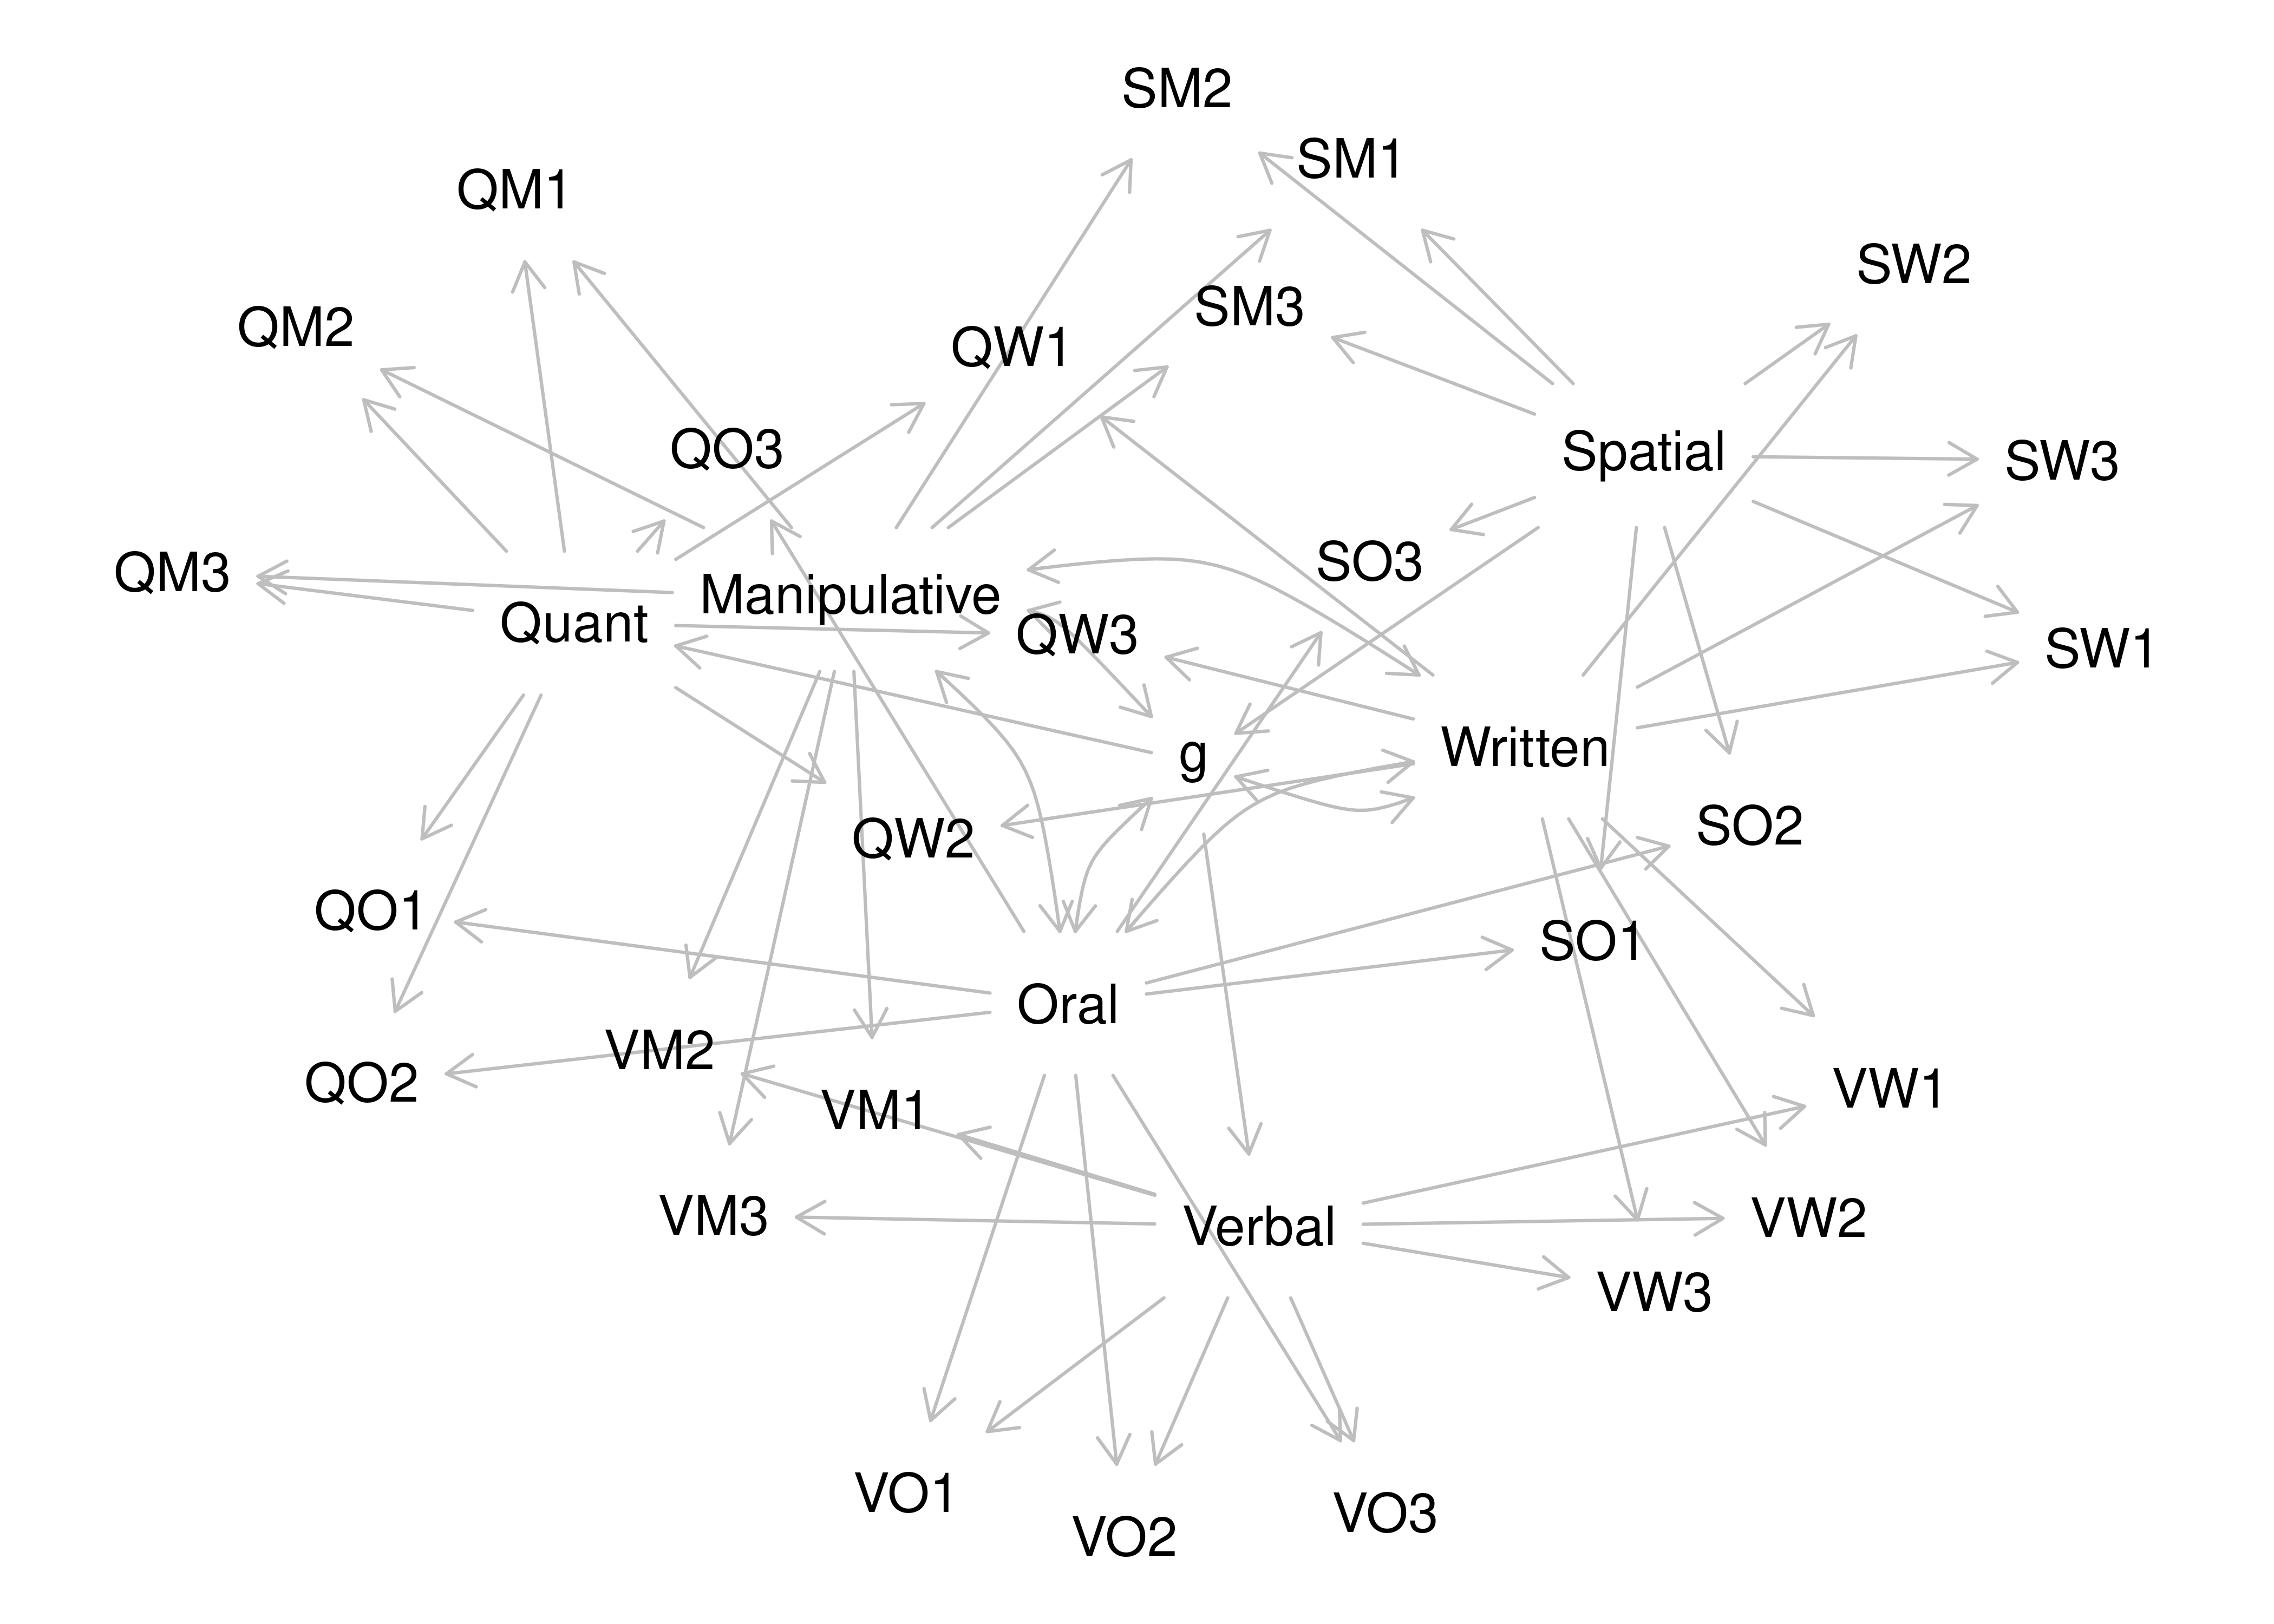 SM2
SM1
QM1
SW2
SM3
QM2
QW1
QO3
Spatial
SW3
SO3
QM3
Manipulative
Quant
QW3
SW1
g
Written
SO2
QW2
QO1
SO1
Oral
VM2
QO2
VW1
VM1
VM3
Verbal
VW2
VW3
VO1
VO3
VO2